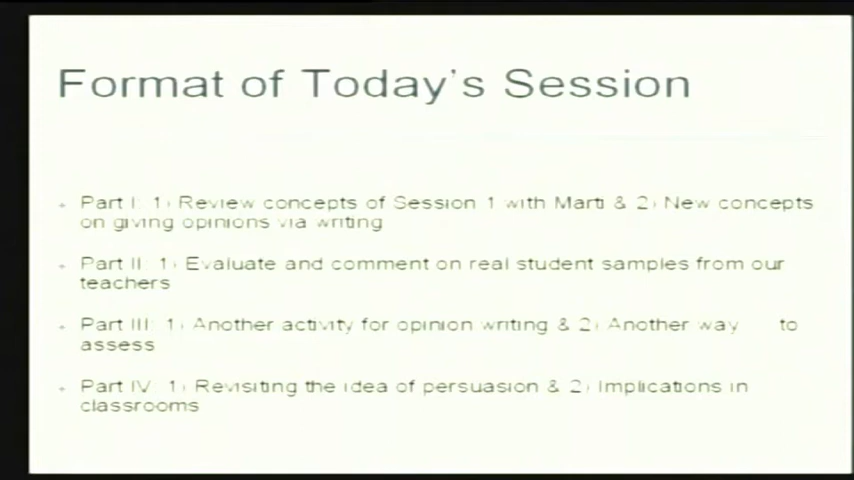 Format of Today's Session
Part I: 1) Review concepts of Session 1 with Marti & 2) New concepts
on giving opinions via writing
Part II: 1) Evaluate and comment on real student samples from our
teachers
Part III: 1) Another activity for opinion writing & 2) Another way to
assess
Part IV: 1) Revisiting the idea of persuasion & 2) Implications in
classrooms